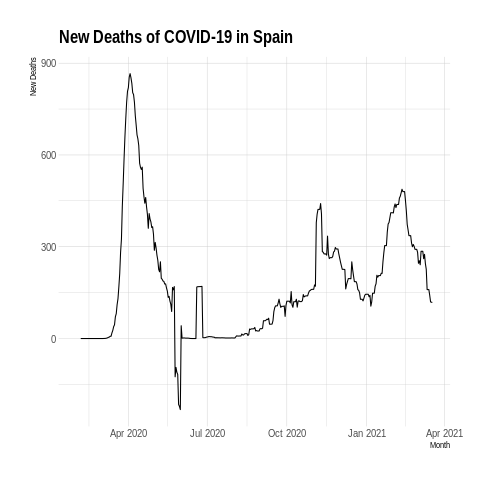 New Deaths of COVID-19 in Spain
New Deaths
900
600
300
0
Apr 2020 Jul 2020 Oct 2020 Jan 2021 Apr 2021
Month